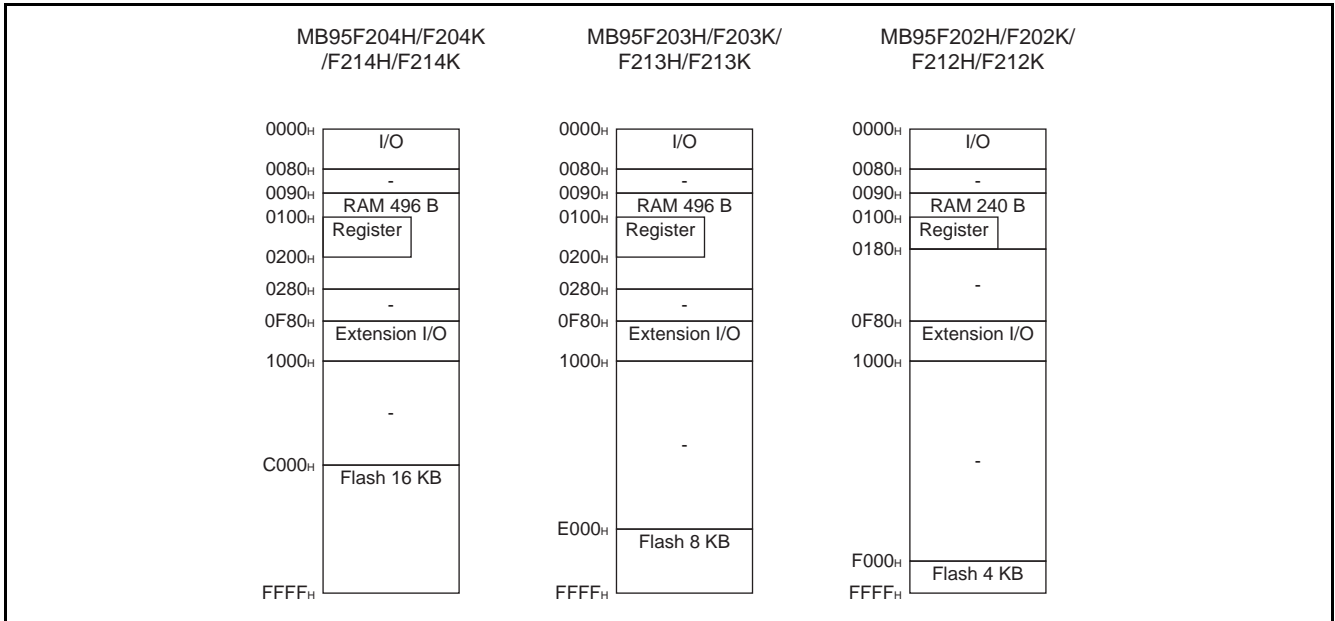 MB95F204H/F204K
/F214H/F214K
0000H
I/O
0080H
-
0090H
RAM 496 B
0100H
Register
0200H
0280H
-
0F80H
Extension I/O
1000H
-
C000H
Flash 16 KB
FFFFH
MB95F203H/F203K/
F213H/F213K
0000H
I/O
0080H
-
0090H
RAM 496 B
0100H
Register
0200H
0280H
-
0F80H
Extension I/O
1000H
-
E000H
Flash 8 KB
FFFFH
MB95F202H/F202K/
F212H/F212K
0000H
I/O
0080H
-
0090H
RAM 240 B
0100H
Register
0180H
-
0F80H
Extension I/O
1000H
-
F000H
Flash 4 KB
FFFFH